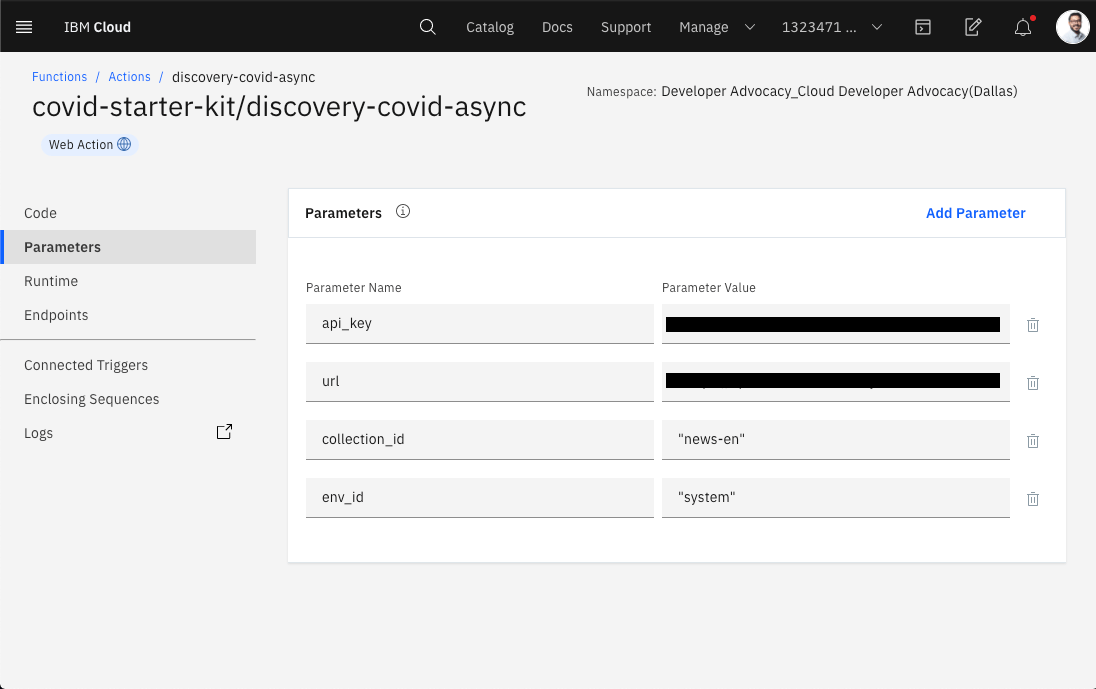 IBM Cloud
Catalog
Docs
Support
Manage
1323471 ...
Functions / Actions / discovery-covid-async
covid-starter-kit/discovery-covid-async
Namespace: Developer Advocacy_Cloud Developer Advocacy(Dallas)
Web Action
Code
Parameters
Runtime
Endpoints
Connected Triggers
Enclosing Sequences
Logs
Parameters
Add Parameter
Parameter Name
Parameter Value
api_key
url
collection_id
"news-en"
env_id
"system"